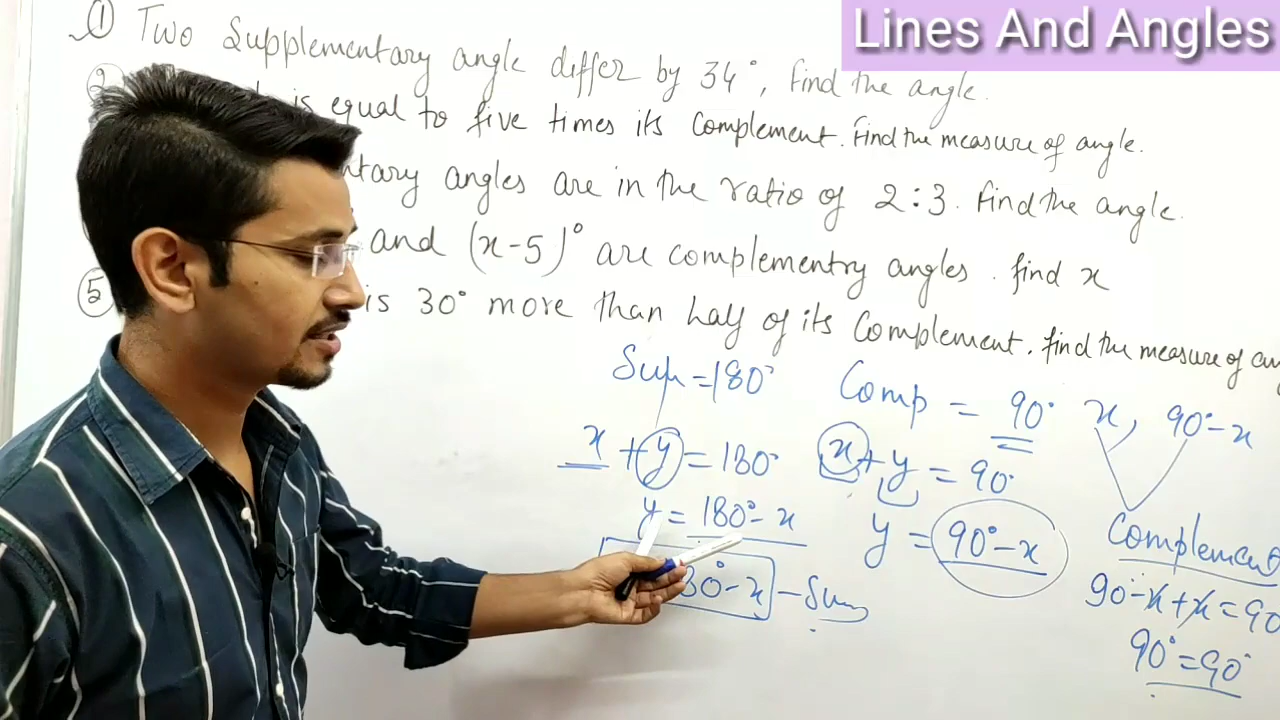 Lines And Angles
① Two Supplementary angle differ by 34°, Find the angle.
② is equal to five times its Complement. Find the measure of angle.
ntary angles are in the ratio of 2:3. Find the angle.
and (x-5)° are complementry angles. find x
⑤ is 30° more than half of its Complement. find the measure of an
Sup = 180° Comp = 90° x, 90°-x
x + y = 180° x + y = 90°
y = 180° - x y = 90° - x Complement
80° - x - Sup 90°-x+x=90
90°=90°